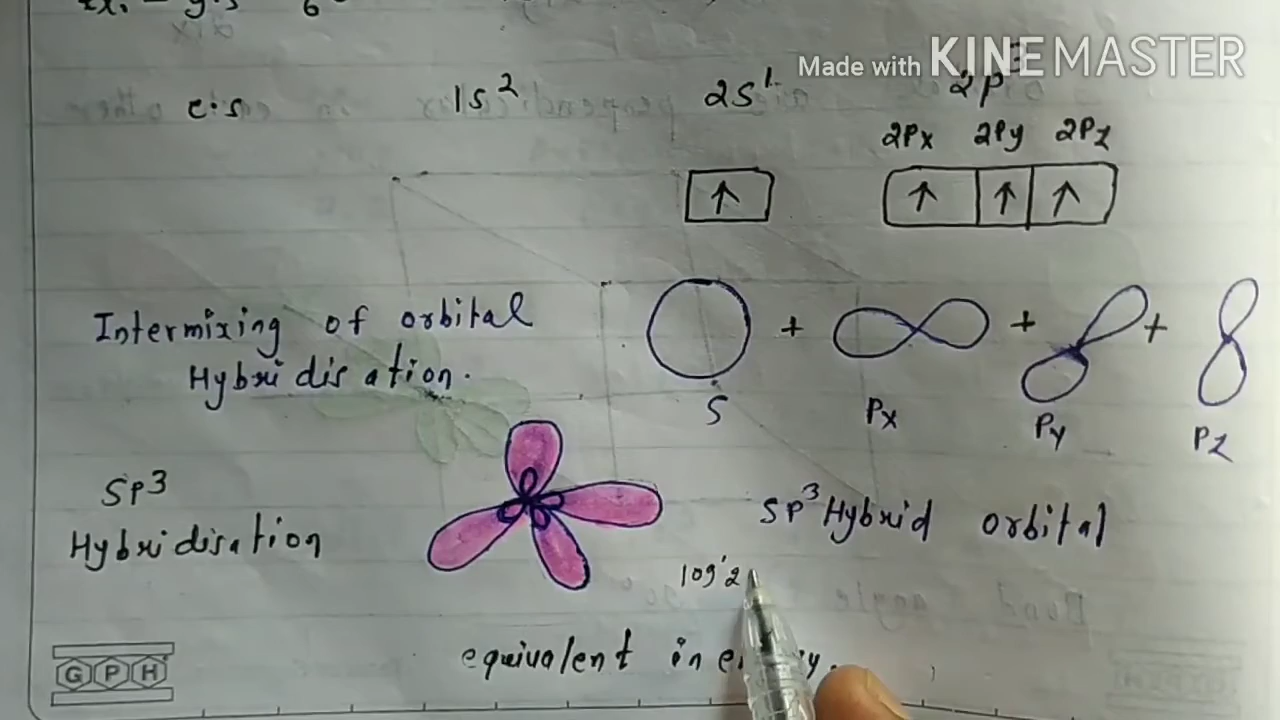 Made with KINEMASTER
e.s 1s² 2s¹ 2p³
2Px 2Py 2Pz
↑ ↑ ↑ ↑
Intermixing of orbital
Hybridisation.
+ + +
S Px Py Pz
SP³
Hybridisation
SP³ Hybrid orbital
109'2
equivalent in
GPH